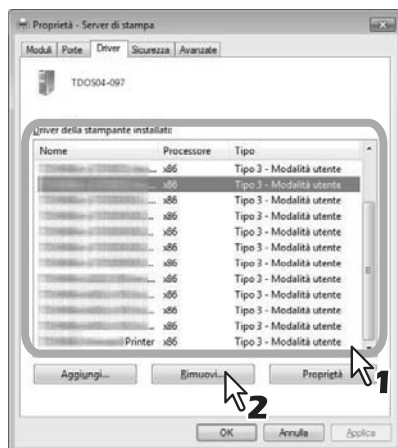 Proprietà - Server di stampa
Moduli Porte Driver Sicurezza Avanzate
TDOS04-097
Driver della stampante installati:
Nome Processore Tipo
... x86 Tipo 3 - Modalità utente
... x86 Tipo 3 - Modalità utente
... x86 Tipo 3 - Modalità utente
... x86 Tipo 3 - Modalità utente
... x86 Tipo 3 - Modalità utente
... x86 Tipo 3 - Modalità utente
... x86 Tipo 3 - Modalità utente
... x86 Tipo 3 - Modalità utente
... x86 Tipo 3 - Modalità utente
... x86 Tipo 3 - Modalità utente
... x86 Tipo 3 - Modalità utente
Printer x86 Tipo 3 - Modalità utente
Aggiungi... Rimuovi... Proprietà 1
2
OK Annulla Applica